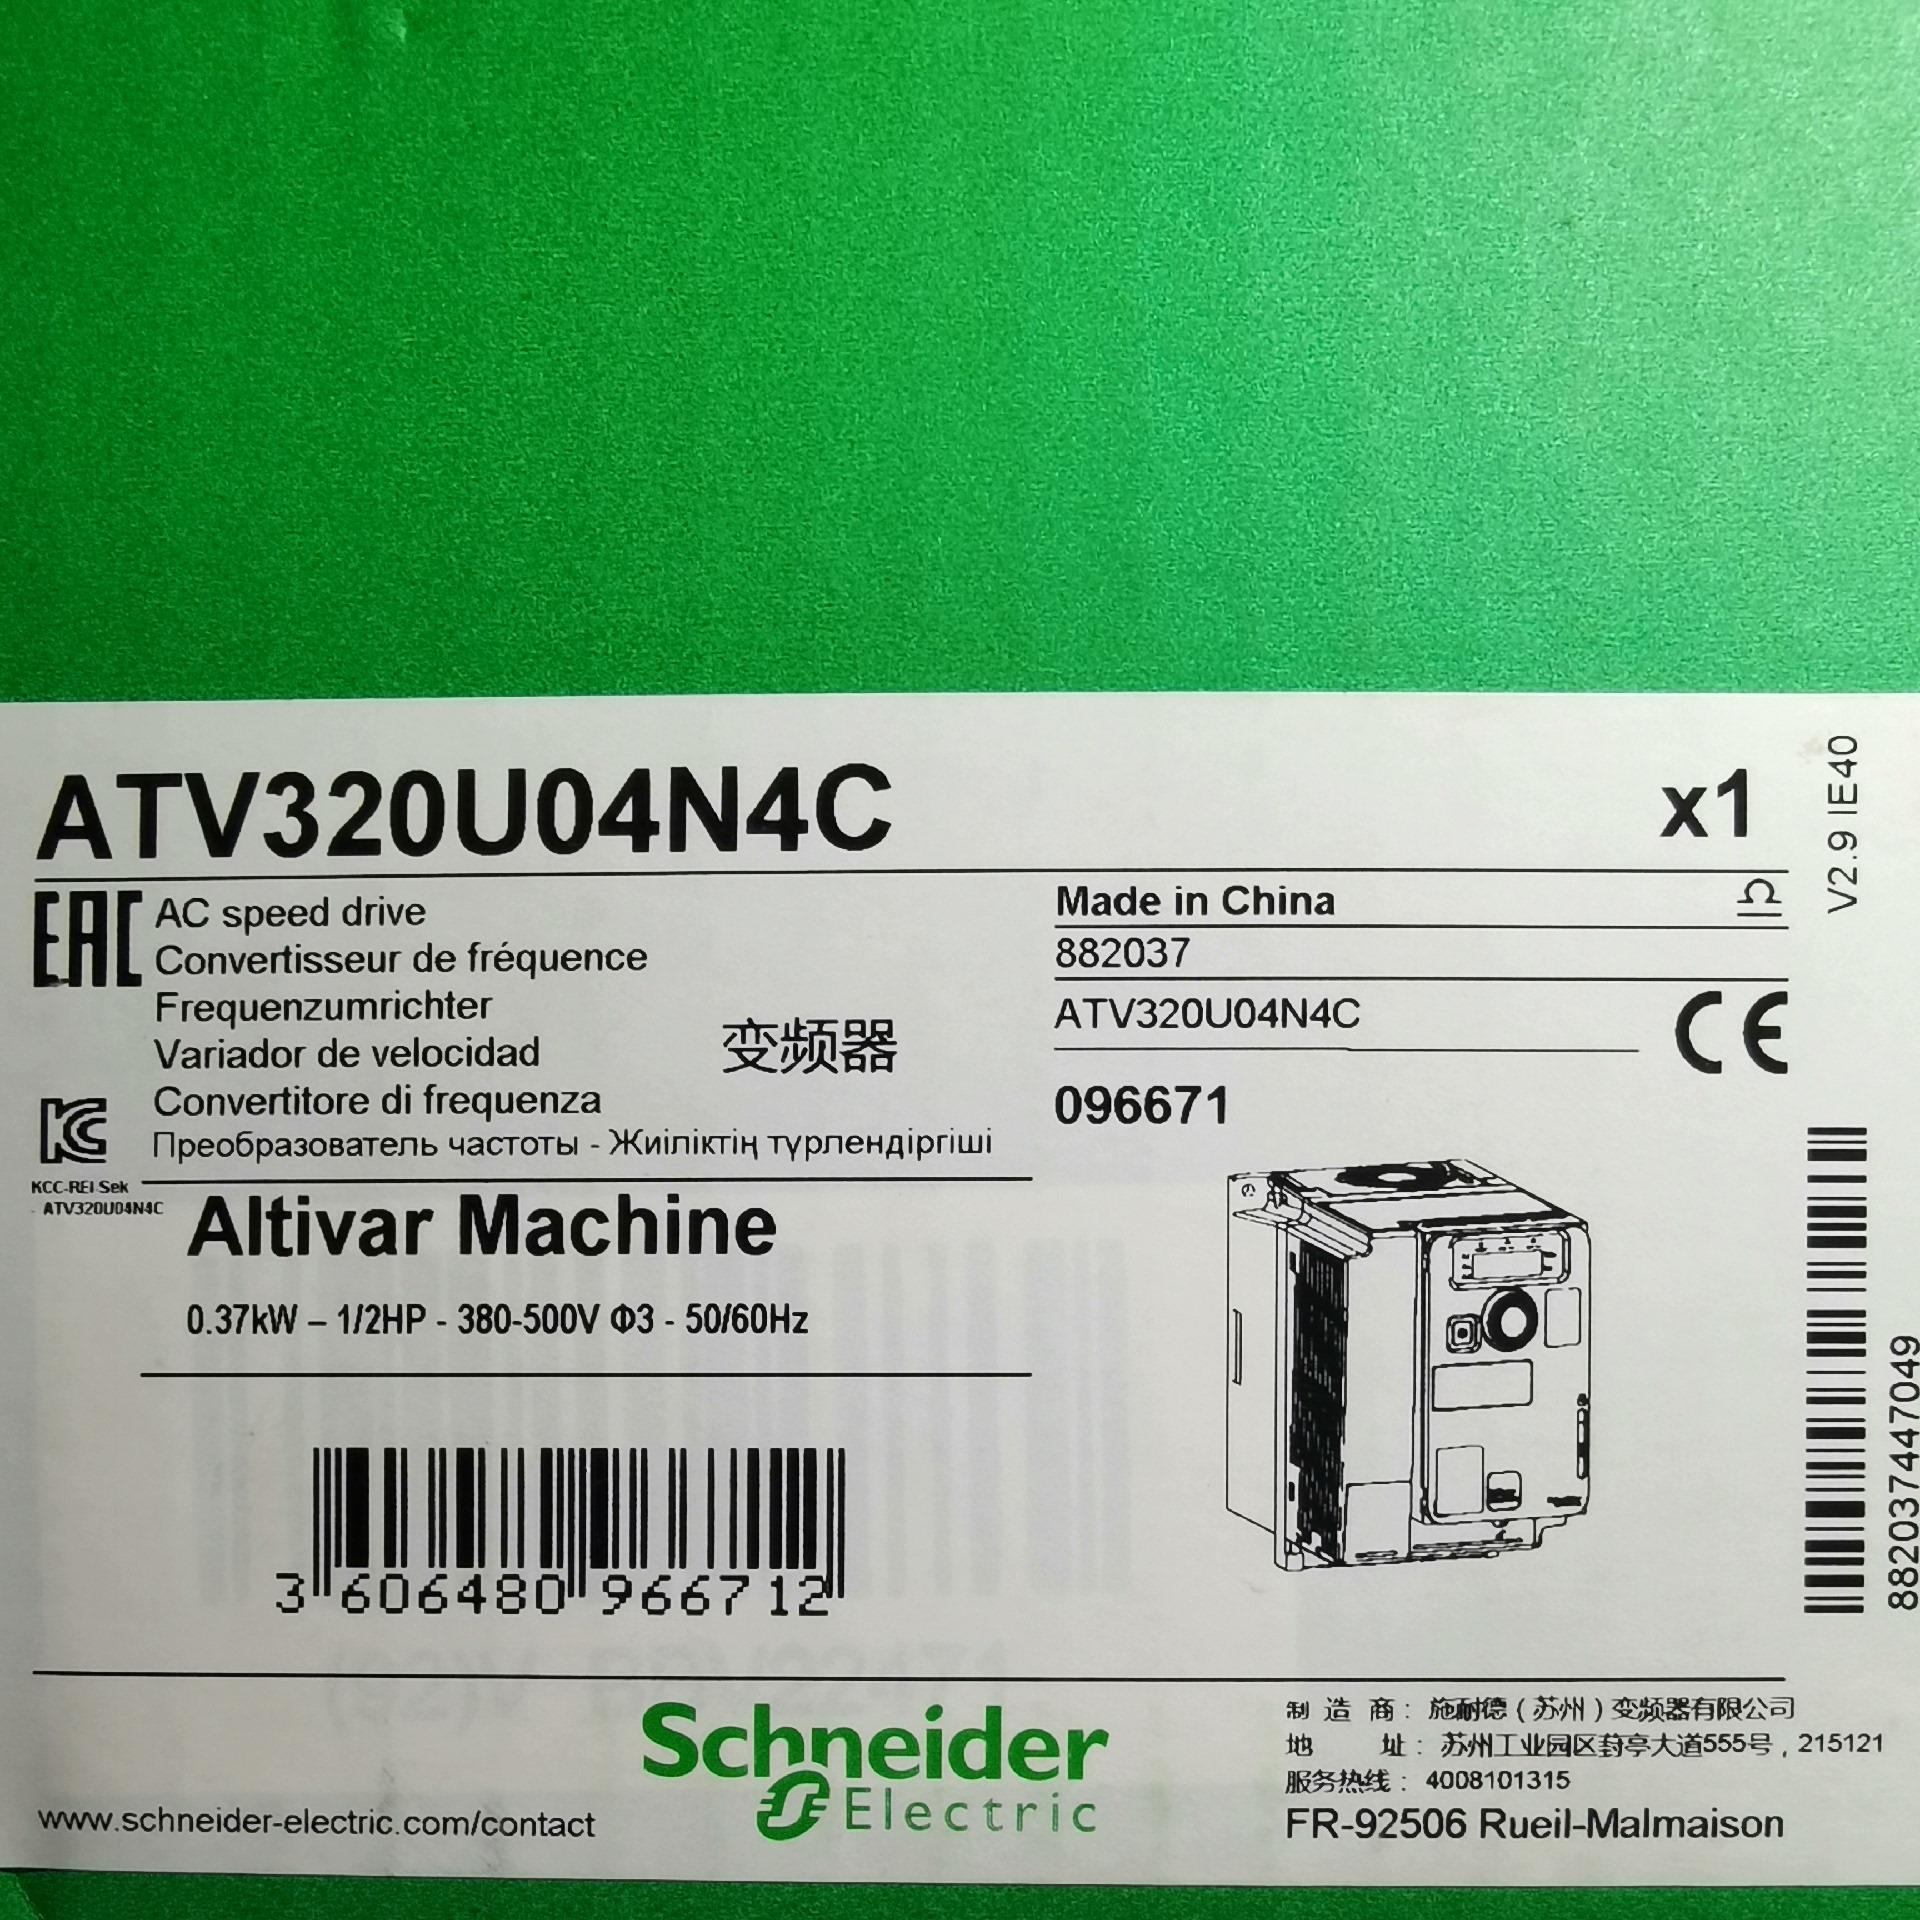 ATV320U04N4C x1
V2.9 IE40
EAC
AC speed drive
Convertisseur de fréquence
Frequenzumrichter
Variador de velocidad
变频器
Convertitore di frequenza
Преобразователь частоты - Жиіліктің түрлендіргіші
KCC-REI-Sek
- ATV320U04N4C
Made in China
882037
ATV320U04N4C
CE
096671
Altivar Machine
0.37kW – 1/2HP - 380-500V Φ3 - 50/60Hz
3 606480 966712
8820374447049
Schneider
Electric
www.schneider-electric.com/contact
制 造 商： 施耐德（苏州）变频器有限公司
地 址： 苏州工业园区葑亭大道555号，215121
服务热线： 4008101315
FR-92506 Rueil-Malmaison